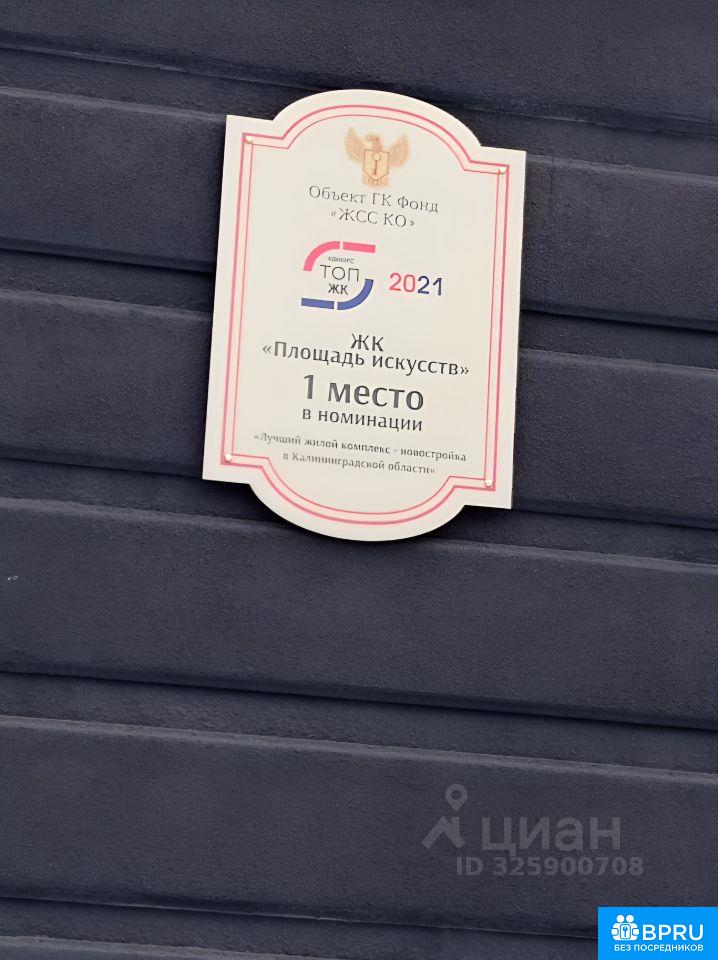 Объект ГК Фонд
«ЖСС КО»
КОНКУРС
ТОП
ЖК
2021
ЖК
«Площадь искусств»
1 место
в номинации
«Лучший жилой комплекс - новостройка
в Калининградской области»
циан
ID 325900708
BPRU
БЕЗ ПОСРЕДНИКОВ